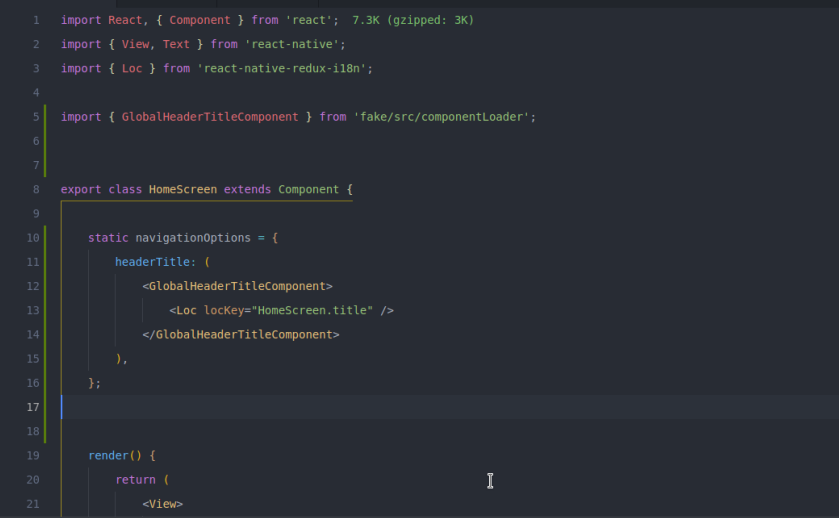 1 import React, { Component } from 'react'; 7.3K (gzipped: 3K)
2 import { View, Text } from 'react-native';
3 import { Loc } from 'react-native-redux-i18n';
4
5 import { GlobalHeaderTitleComponent } from 'fake/src/componentLoader';
6
7
8 export class HomeScreen extends Component {
9
10     static navigationOptions = {
11         headerTitle: (
12             <GlobalHeaderTitleComponent>
13                 <Loc locKey="HomeScreen.title" />
14             </GlobalHeaderTitleComponent>
15         ),
16     };
17
18
19     render() {
20         return (
21             <View>